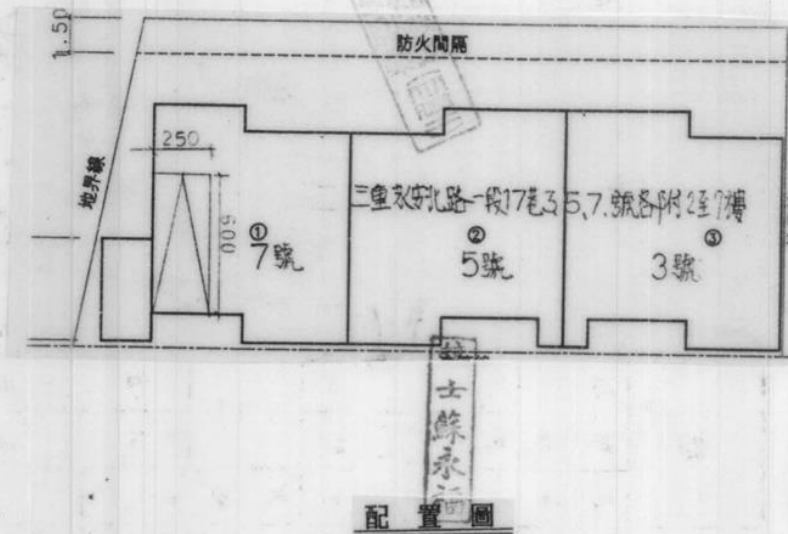 1.50
防火間隔
地界線
250
600
三重永安北路一段17巷3,5,7.號各附2至7樓
①
7號
②
5號
③
3號
士蘇永福
配置圖